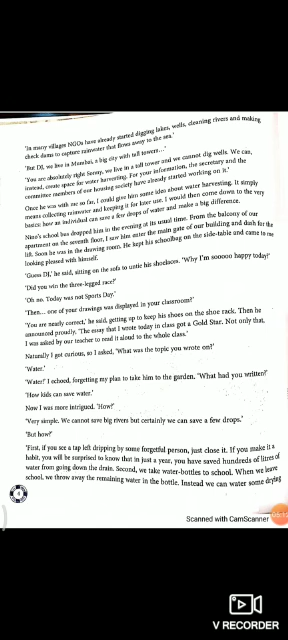 'In many villages NGOs have already started digging lakes, wells, cleaning rivers and making
check dams to capture rainwater that flows away to the sea.'
'But DJ, we live in Mumbai, a big city with tall towers...'
'You are absolutely right Sonny, we live in a tall tower and we cannot dig wells. We can,
instead, create space for water harvesting. For your information, the secretary and the
committee members of our housing society have already started working on it.'
Once he was with me so far, I could give him some idea about water harvesting. It simply
means collecting rainwater and keeping it for later use. I would then come down to the very
basics: how an individual can save a few drops of water and make a big difference.
Nino's school bus dropped him in the evening at its usual time. From the balcony of our
apartment on the seventh floor, I saw him enter the main gate of our building and dash for the
lift. Soon he was in the drawing room. He kept his schoolbag on the side-table and came to me
looking pleased with himself.
'Guess DJ,' he said, sitting on the sofa to untie his shoelaces. 'Why I'm sooooo happy today?'
'Did you win the three-legged race?'
'Oh no. Today was not Sports Day.'
'Then... one of your drawings was displayed in your classroom?'
'You are nearly correct,' he said, getting up to keep his shoes on the shoe rack. Then he
announced proudly, 'The essay that I wrote today in class got a Gold Star. Not only that,
I was asked by our teacher to read it aloud to the whole class.'
Naturally I got curious, so I asked, 'What was the topic you wrote on?'
'Water.'
'Water!' I echoed, forgetting my plan to take him to the garden. 'What had you written?'
'How kids can save water.'
Now I was more intrigued. 'How?'
'Very simple. We cannot save big rivers but certainly we can save a few drops.'
'But how?'
'First, if you see a tap left dripping by some forgetful person, just close it. If you make it a
habit, you will be surprised to know that in just a year, you have saved hundreds of litres of
water from going down the drain. Second, we take water-bottles to school. When we leave
school, we throw away the remaining water in the bottle. Instead we can water some drying
Scanned with CamScanner
V RECORDER